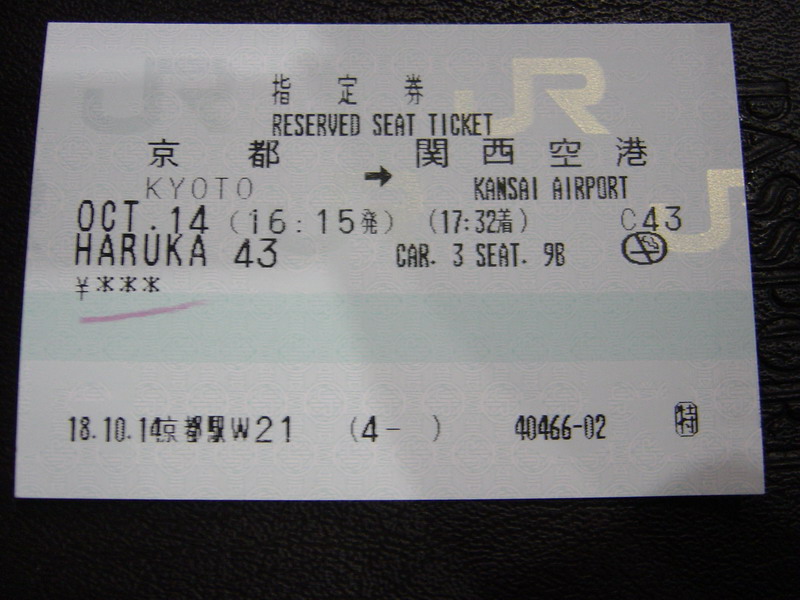 JR JR
指定券
RESERVED SEAT TICKET
京都 ➡ 関西空港
KYOTO KANSAI AIRPORT
OCT.14 (16:15発) (17:32着) C43
HARUKA 43 CAR. 3 SEAT. 9B
¥***
18.10.14京都駅W21 (4- ) 40466-02 特